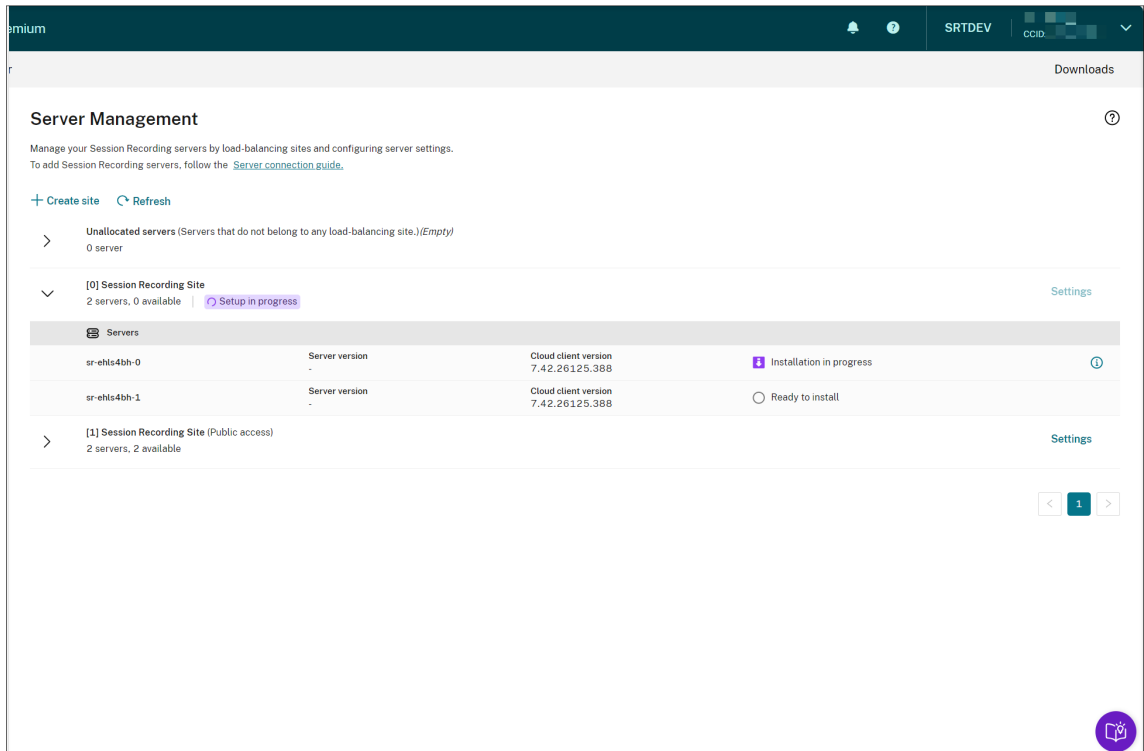 emium
SRTDEV
CCID:
r
Downloads
Server Management
Manage your Session Recording servers by load-balancing sites and configuring server settings.
To add Session Recording servers, follow the Server connection guide.
Create site Refresh
Unallocated servers (Servers that do not belong to any load-balancing site.)(Empty)
0 server
[0] Session Recording Site
2 servers, 0 available Setup in progress
Settings
Servers
sr-ehls4bh-0 Server version - Cloud client version 7.42.26125.388 Installation in progress
sr-ehls4bh-1 Server version - Cloud client version 7.42.26125.388 Ready to install
[1] Session Recording Site (Public access)
2 servers, 2 available
Settings
< 1 >